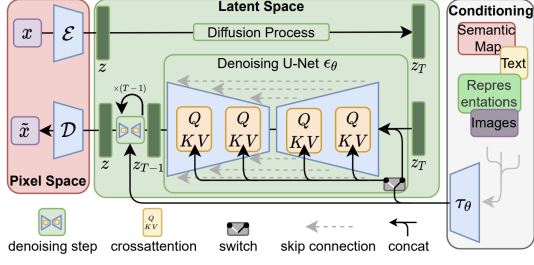 Latent Space
Conditioning
x
ℰ
Diffusion Process
z
z_T
Semantic
Map
Text
Repres
entations
Images
Denoising U-Net ϵ_θ
×(T−1)
Q
KV
Q
KV
Q
KV
Q
KV
x̃
𝒟
z
z_{T−1}
z_T
τ_θ
Pixel Space
Q
KV
denoising step
crossattention
switch
skip connection
concat